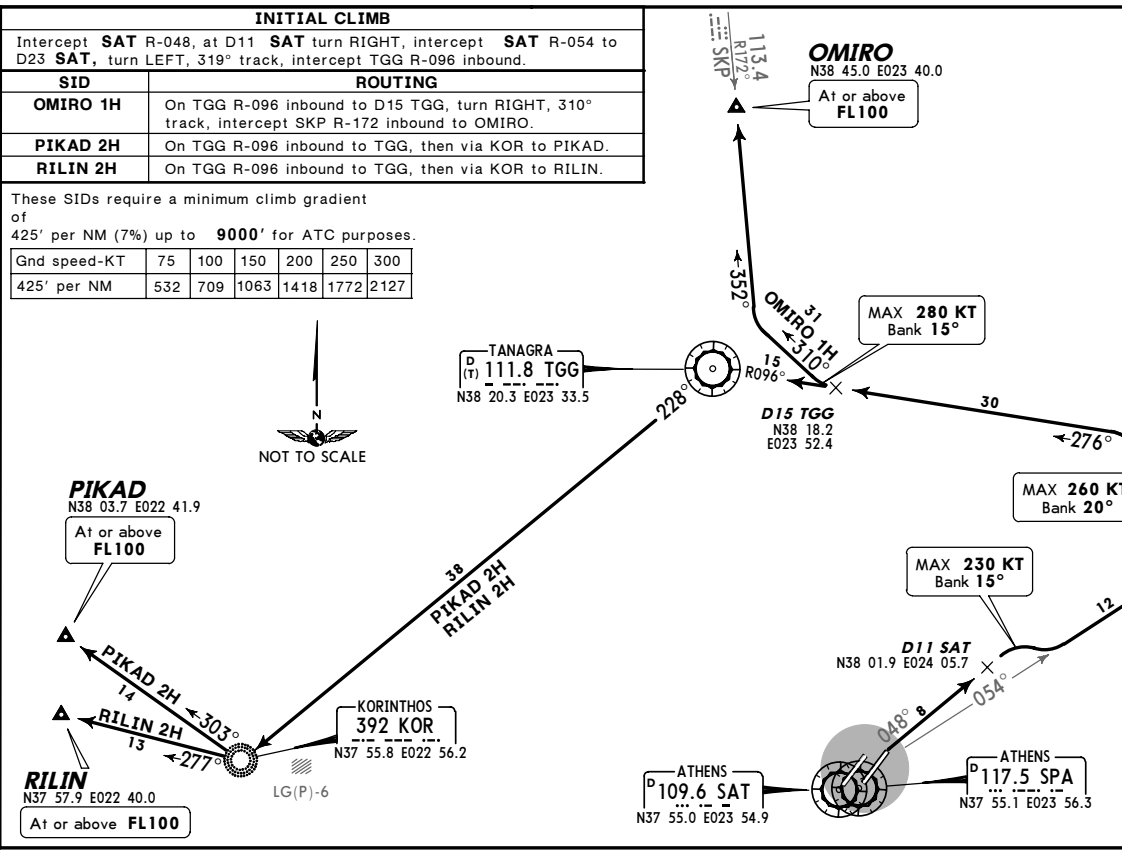 INITIAL CLIMB
Intercept SAT R-048, at D11 SAT turn RIGHT, intercept SAT R-054 to
D23 SAT, turn LEFT, 319° track, intercept TGG R-096 inbound.
SID ROUTING
OMIRO 1H On TGG R-096 inbound to D15 TGG, turn RIGHT, 310°
track, intercept SKP R-172 inbound to OMIRO.
PIKAD 2H On TGG R-096 inbound to TGG, then via KOR to PIKAD.
RILIN 2H On TGG R-096 inbound to TGG, then via KOR to RILIN.
These SIDs require a minimum climb gradient
of
425' per NM (7%) up to 9000' for ATC purposes.
Gnd speed-KT 75 100 150 200 250 300
425' per NM 532 709 1063 1418 1772 2127
113.4
R172°
SKP
OMIRO
N38 45.0 E023 40.0
At or above
FL100
352°
OMIRO 1H
31
310°
MAX 280 KT
Bank 15°
TANAGRA
D
(T) 111.8 TGG
N38 20.3 E023 33.5
15
R096°
D15 TGG
N38 18.2
E023 52.4
30
276°
228°
N
NOT TO SCALE
MAX 260 KT
Bank 20°
PIKAD
N38 03.7 E022 41.9
At or above
FL100
38
PIKAD 2H
RILIN 2H
MAX 230 KT
Bank 15°
12
D11 SAT
N38 01.9 E024 05.7
054°
048°
8
PIKAD 2H
14
303°
RILIN 2H
13
277°
KORINTHOS
392 KOR
N37 55.8 E022 56.2
LG(P)-6
RILIN
N37 57.9 E022 40.0
At or above FL100
ATHENS
D 109.6 SAT
N37 55.0 E023 54.9
ATHENS
D 117.5 SPA
N37 55.1 E023 56.3